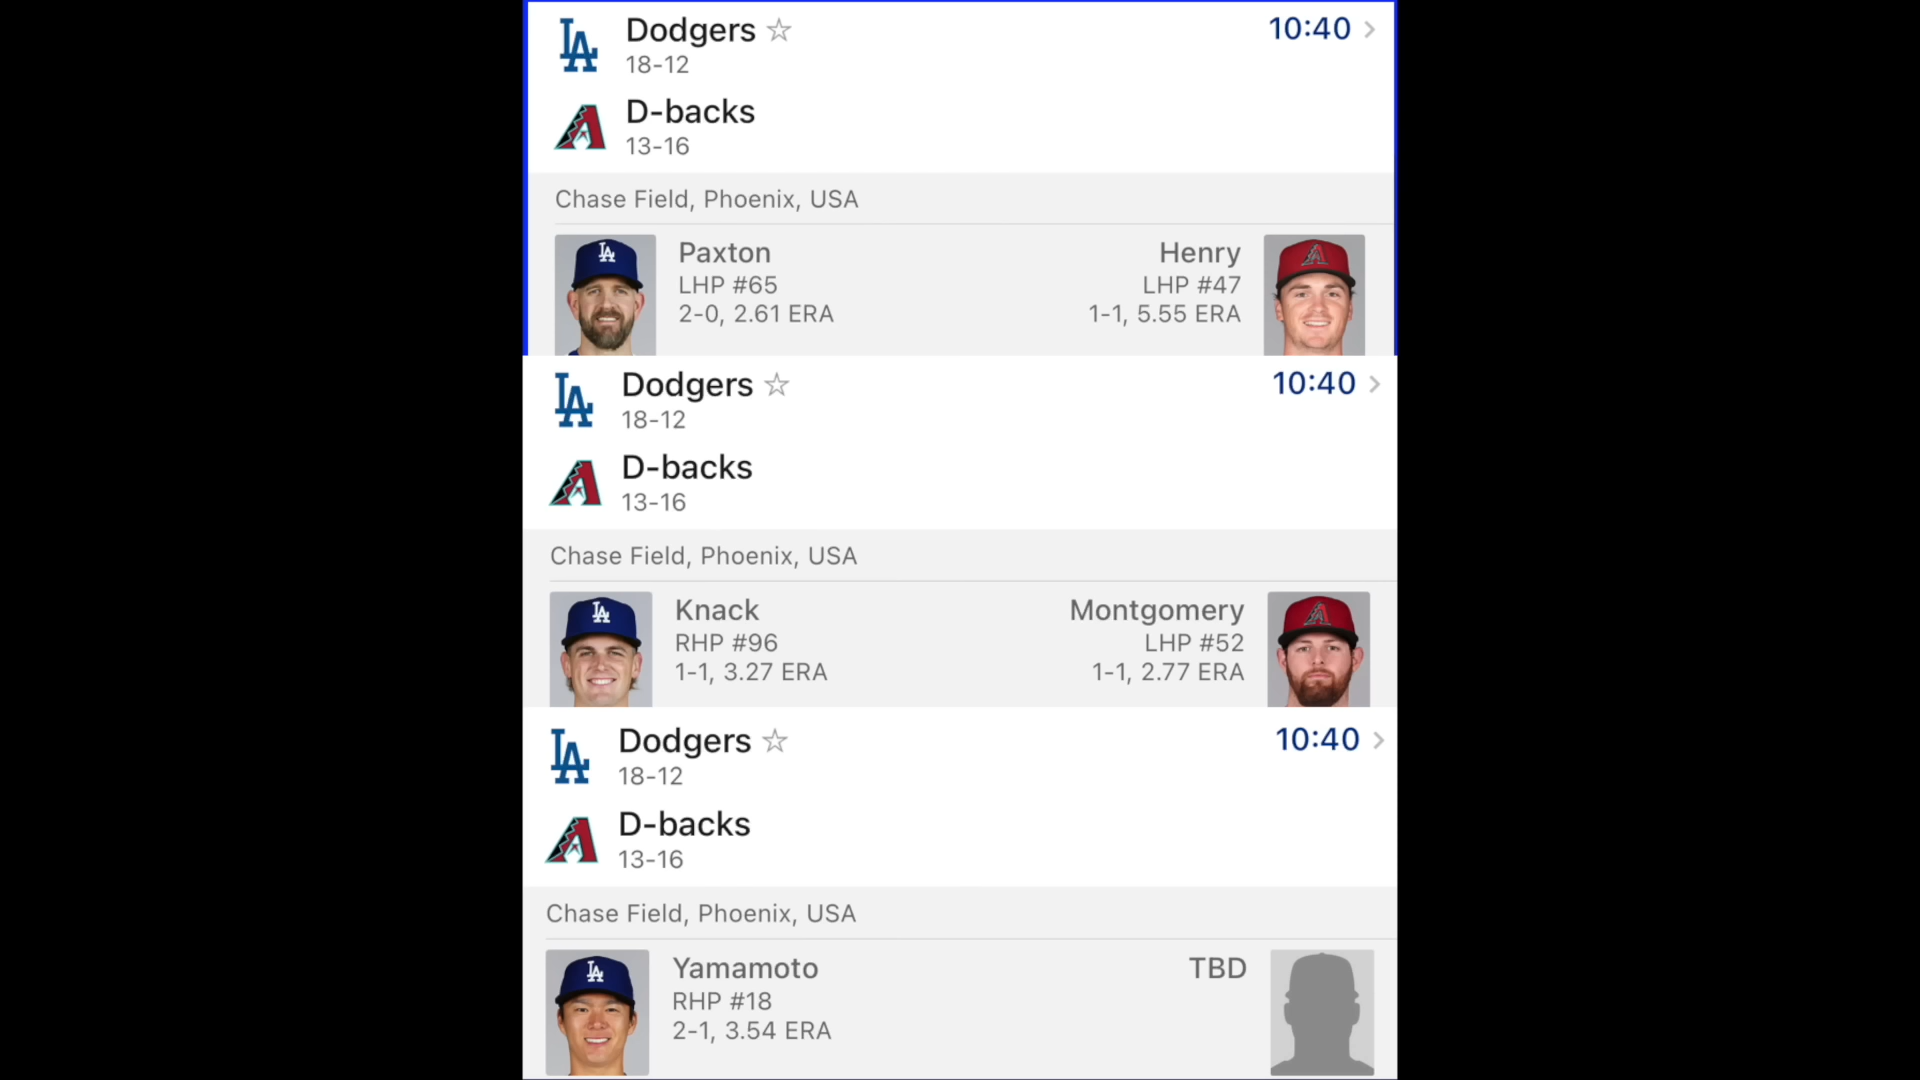 Dodgers ☆ 10:40 >
18-12
D-backs
13-16
Chase Field, Phoenix, USA
Paxton
LHP #65
2-0, 2.61 ERA
Henry
LHP #47
1-1, 5.55 ERA
Dodgers ☆ 10:40 >
18-12
D-backs
13-16
Chase Field, Phoenix, USA
Knack
RHP #96
1-1, 3.27 ERA
Montgomery
LHP #52
1-1, 2.77 ERA
Dodgers ☆ 10:40 >
18-12
D-backs
13-16
Chase Field, Phoenix, USA
Yamamoto
RHP #18
2-1, 3.54 ERA
TBD